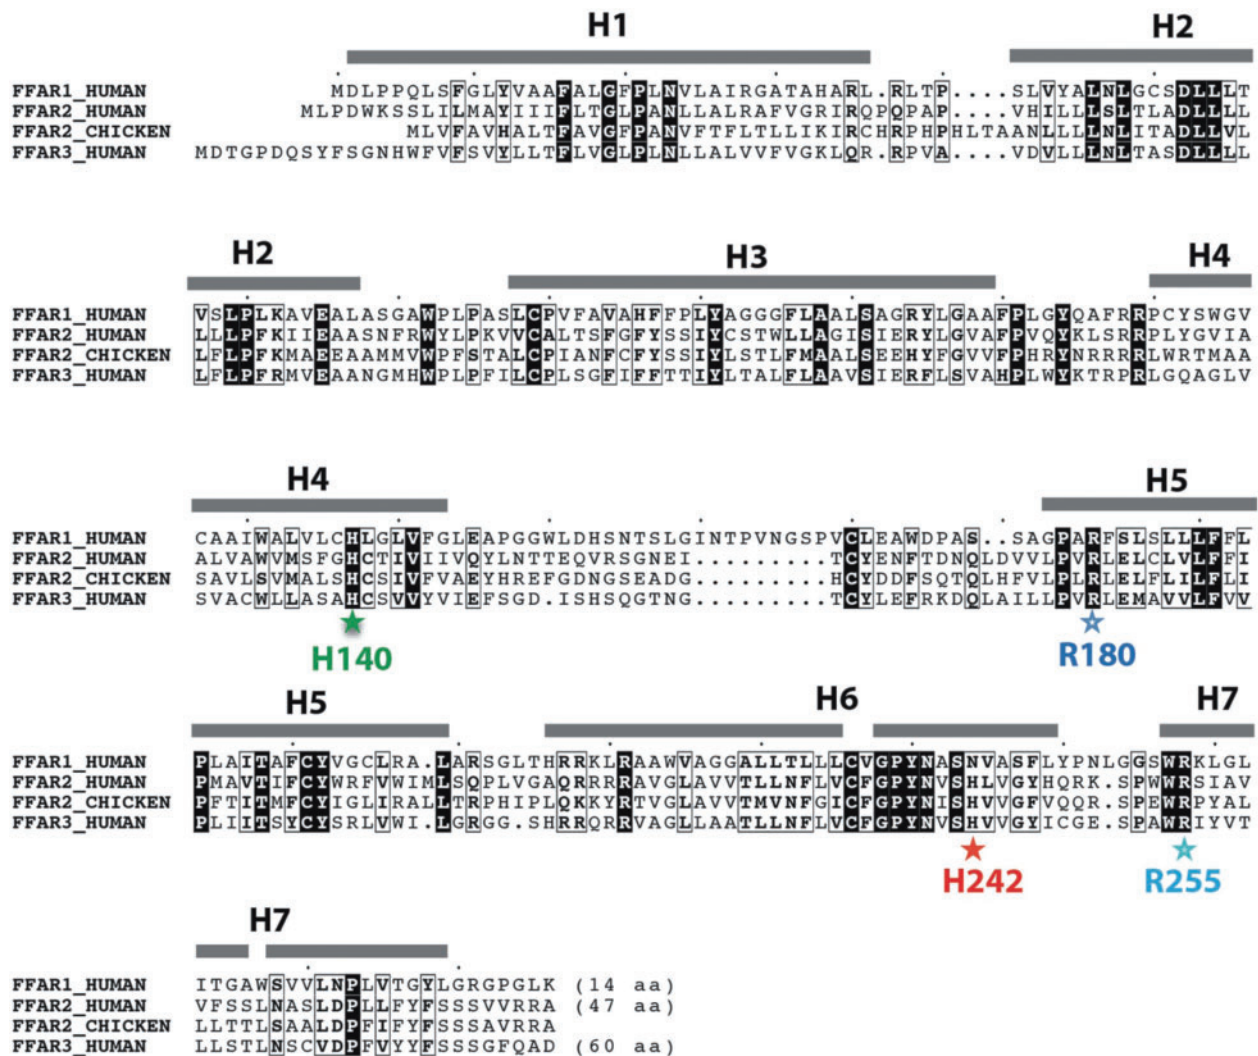 H1 H2
FFAR1_HUMAN MDLPPQLSFGLYVAAFALGFPLNVLAIRGATAHARL.RLTP....SLVYALNLGCSDLLLT
FFAR2_HUMAN MLPDWKSSLILMAYIIIFLTGLPANLLALRAFVGRIRQPQPAP....VHILLLSLTLADLLLL
FFAR2_CHICKEN MLVFAVHALTFAVGFPANVFTFLTLLIKIRCHRPHPHLTAANLLLLNLITADLLVL
FFAR3_HUMAN MDTGPDQSYFSGNHWFVFSVYLLTFLVGLPLNLLALVVFVGKLQR.RPVA....VDVLLLNLTASDLLLL
H2 H3 H4
FFAR1_HUMAN VSLPLKAVEALASGAWPLPASLCPVFAVAHFFPLYAGGGFLAALSAGRYLGAAFPLGYQAFRRPCYSWGV
FFAR2_HUMAN LLLPFKIIEAASNFRWYLPKVVCALTSFGFYSSIYCSTWLLAGISIERYLGVAFPVQYKLSRRPLYGVIA
FFAR2_CHICKEN LFLPFKMAEEAAMMVWPFSTALCPIANFCFYSSIYLSTLFMAALSEEHYFGVVFPHRYNRRRRLWRTMAA
FFAR3_HUMAN LFLPFRMVEAANGMHWPLPFILCPLSGFIFFTTIYLTALFLAAVSIERFLSVAHPLWYKTRPRLGQAGLV
H4 H5
FFAR1_HUMAN CAAIWALVLCHLGLVFGLEAPGGWLDHSNTSLGINTPVNGSPVCLEAWDPAS..SAGPARFSLSLLLFFL
FFAR2_HUMAN ALVAWVMSFGHCTIVIIVQYLNTTEQVRSGNEI.........TCYENFTDNQLDVVLPVRLELCLVLFFI
FFAR2_CHICKEN SAVLSVMALSHCSIVFVAEYHREFGDNGSEADG.........HCYDDFSQTQLHFVLPLRLELFLILFLI
FFAR3_HUMAN SVACWLLASAHCSVVYVIEFSGD.ISHSQGTNG.........TCYLEFRKDQLAILLPVRLEMAVVLFVV
H140 R180
H5 H6 H7
FFAR1_HUMAN PLAITAFCYVGCLRA.LARSGLTHRRKLRAAWVAGGALLTLLLCVGPYNASNVASFLYPNLGGSWRKLGL
FFAR2_HUMAN PMAVTIFCYWRFVWIMLSQPLVGAQRRRRAVGLAVVTLLNFLVCFGPYNVSHLVGYHQRK.SPWWRSIAV
FFAR2_CHICKEN PFTITMFCYIGLIRALLTRPHIPLQKKYRTVGLAVVTMVNFGICFGPYNISHVVGFVQQR.SPEWRPYAL
FFAR3_HUMAN PLIITSYCYSRLVWI.LGRGG.SHRRQRRVAGLLAATLLNFLVCFGPYNVSHVVGYICGE.SPAWRIYVT
H242 R255
H7
FFAR1_HUMAN ITGAWSVVLNPLVTGYLGRGPGLK (14 aa)
FFAR2_HUMAN VFSSLNASLDPLLFYFSSSVVRRA (47 aa)
FFAR2_CHICKEN LLTTLSAALDPFIFYFSSSAVRRA
FFAR3_HUMAN LLSTLNSCVDPFVYYFSSSGFQAD (60 aa)